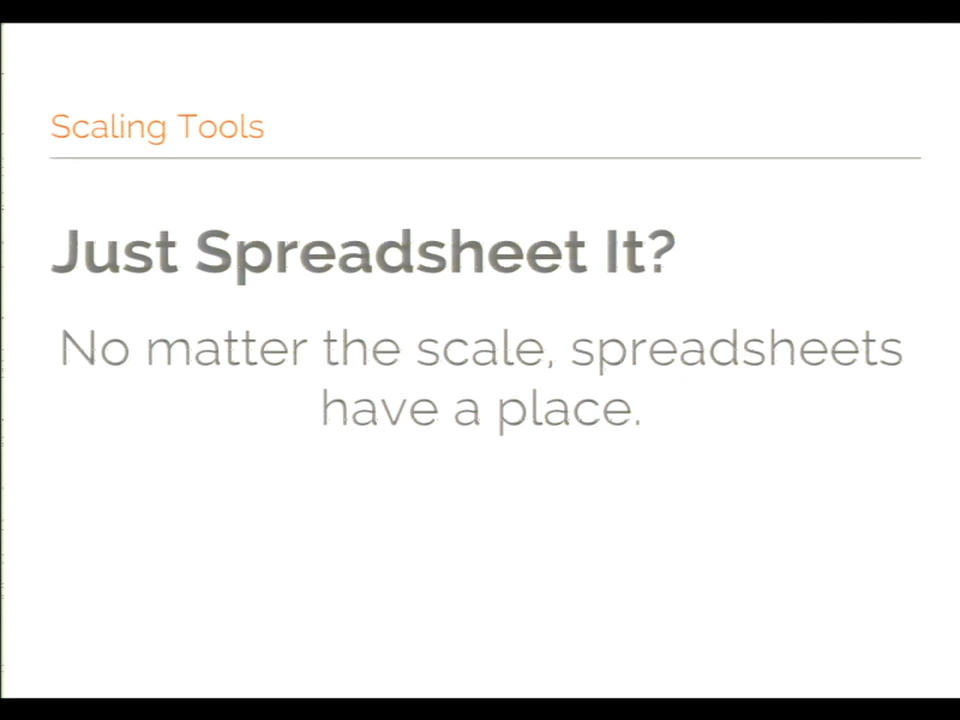 Scaling Tools
Just Spreadsheet It?
No matter the scale, spreadsheets
have a place.